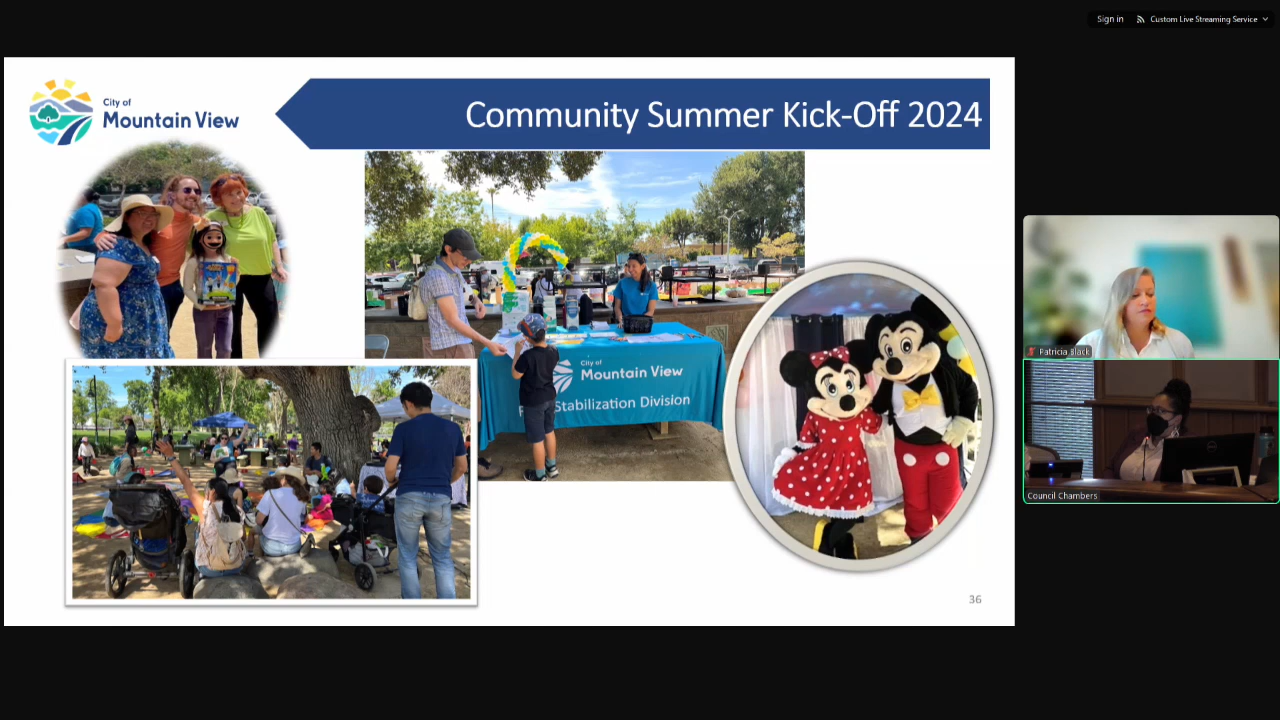 Sign in
Custom Live Streaming Service
City of
Mountain View
Community Summer Kick-Off 2024
City of
Mountain View
Stabilization Division
36
Patricia Black
Council Chambers